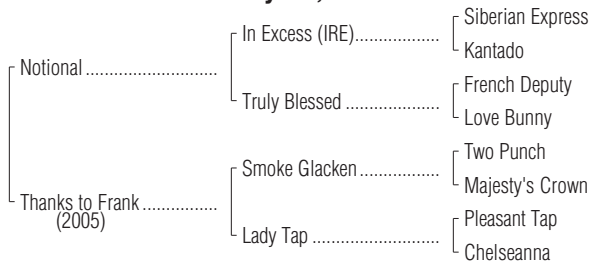 Siberian Express
In Excess (IRE)
Kantado
Notional
French Deputy
Truly Blessed
Love Bunny
Two Punch
Smoke Glacken
Majesty's Crown
Thanks to Frank
(2005)
Pleasant Tap
Lady Tap
Chelseanna